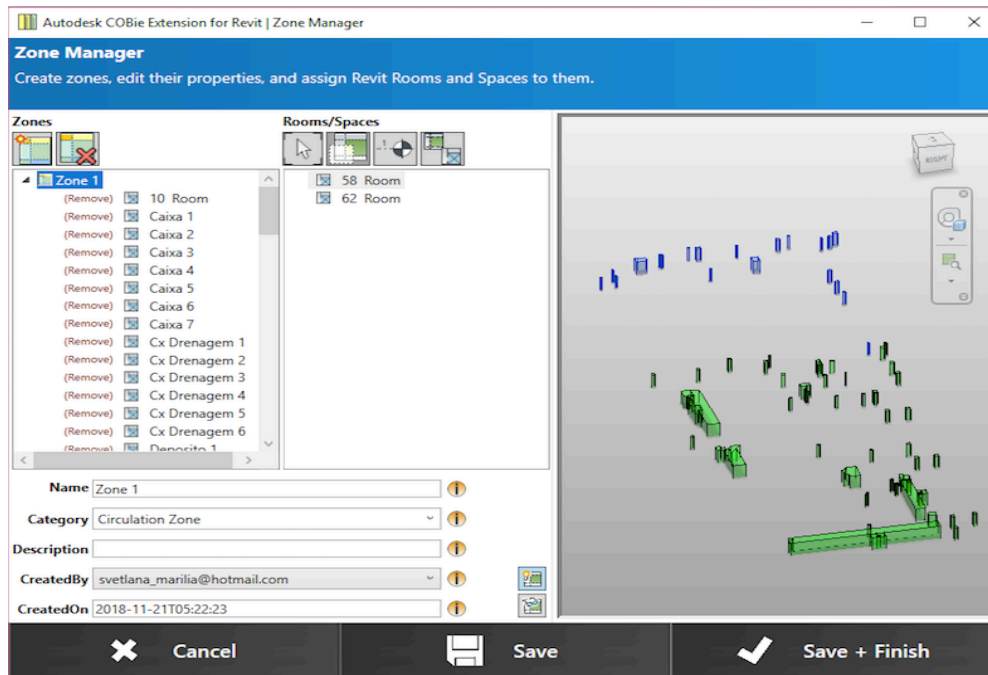 Autodesk COBie Extension for Revit | Zone Manager
Zone Manager
Create zones, edit their properties, and assign Revit Rooms and Spaces to them.
Zones
Rooms/Spaces
Zone 1
(Remove) 10 Room
(Remove) Caixa 1
(Remove) Caixa 2
(Remove) Caixa 3
(Remove) Caixa 4
(Remove) Caixa 5
(Remove) Caixa 6
(Remove) Caixa 7
(Remove) Cx Drenagem 1
(Remove) Cx Drenagem 2
(Remove) Cx Drenagem 3
(Remove) Cx Drenagem 4
(Remove) Cx Drenagem 5
(Remove) Cx Drenagem 6
(Remove) Deposito 1
58 Room
62 Room
RIGHT
Name Zone 1
Category Circulation Zone
Description
CreatedBy svetlana_marilia@hotmail.com
CreatedOn 2018-11-21T05:22:23
Cancel
Save
Save + Finish